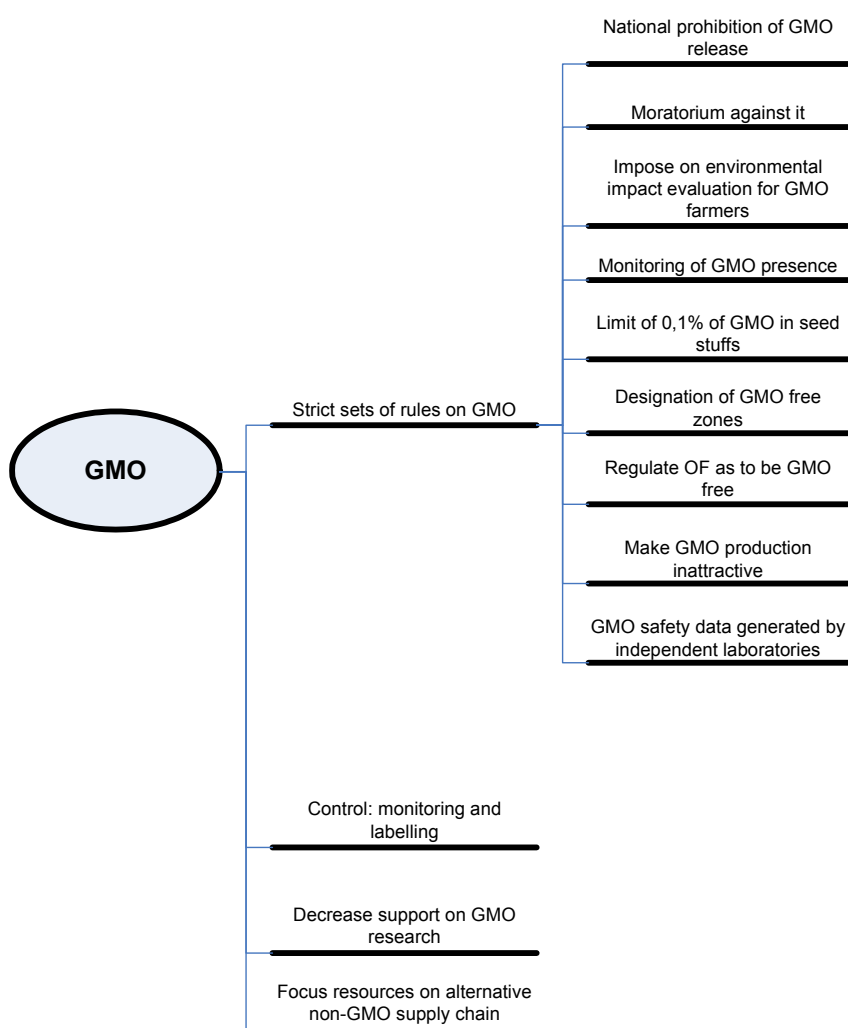 National prohibition of GMO
release
Moratorium against it
Impose on environmental
impact evaluation for GMO
farmers
Monitoring of GMO presence
Limit of 0,1% of GMO in seed
stuffs
Strict sets of rules on GMO
Designation of GMO free
zones
GMO
Regulate OF as to be GMO
free
Make GMO production
inattractive
GMO safety data generated by
independent laboratories
Control: monitoring and
labelling
Decrease support on GMO
research
Focus resources on alternative
non-GMO supply chain